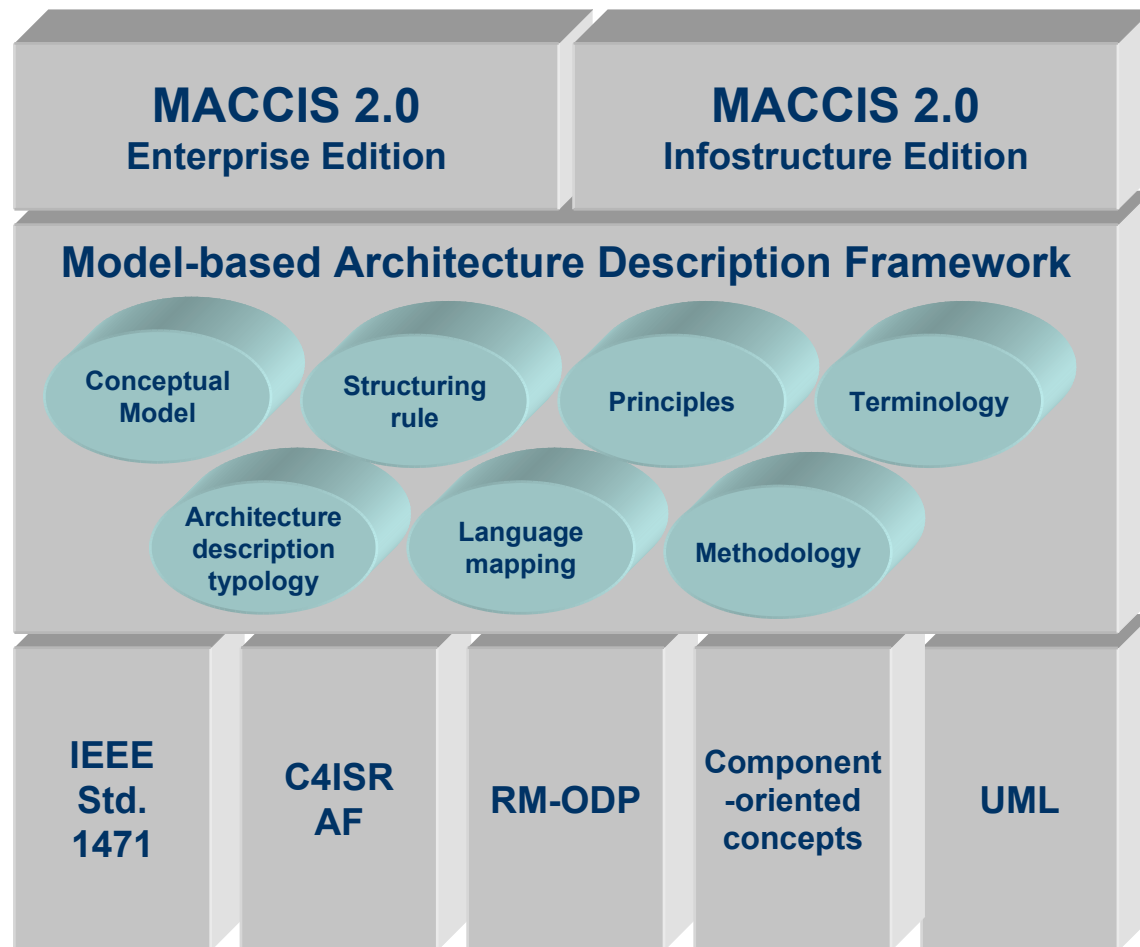 MACCIS 2.0
Enterprise Edition
MACCIS 2.0
Infostructure Edition
Model-based Architecture Description Framework
Conceptual
Model
Structuring
rule
Principles
Terminology
Architecture
description
typology
Language
mapping
Methodology
IEEE
Std.
1471
C4ISR
AF
RM-ODP
Component
-oriented
concepts
UML